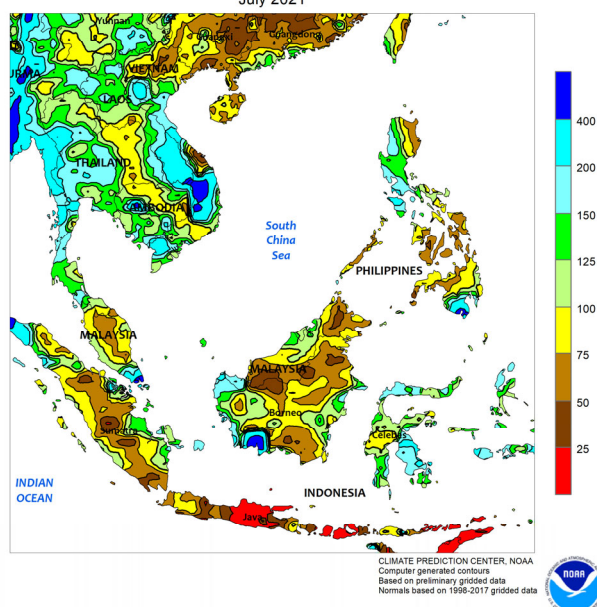 July 2021
Yunnan
Guangxi
Guangdong
VIETNAM
LAOS
THAILAND
South
China
Sea
PHILIPPINES
MALAYSIA
MALAYSIA
Borneo
Sumatra
Celebes
INDIAN
OCEAN
INDONESIA
Java
400
200
150
125
100
75
50
25
CLIMATE PREDICTION CENTER, NOAA
Computer generated contours
Based on preliminary gridded data
Normals based on 1998-2017 gridded data
NOAA